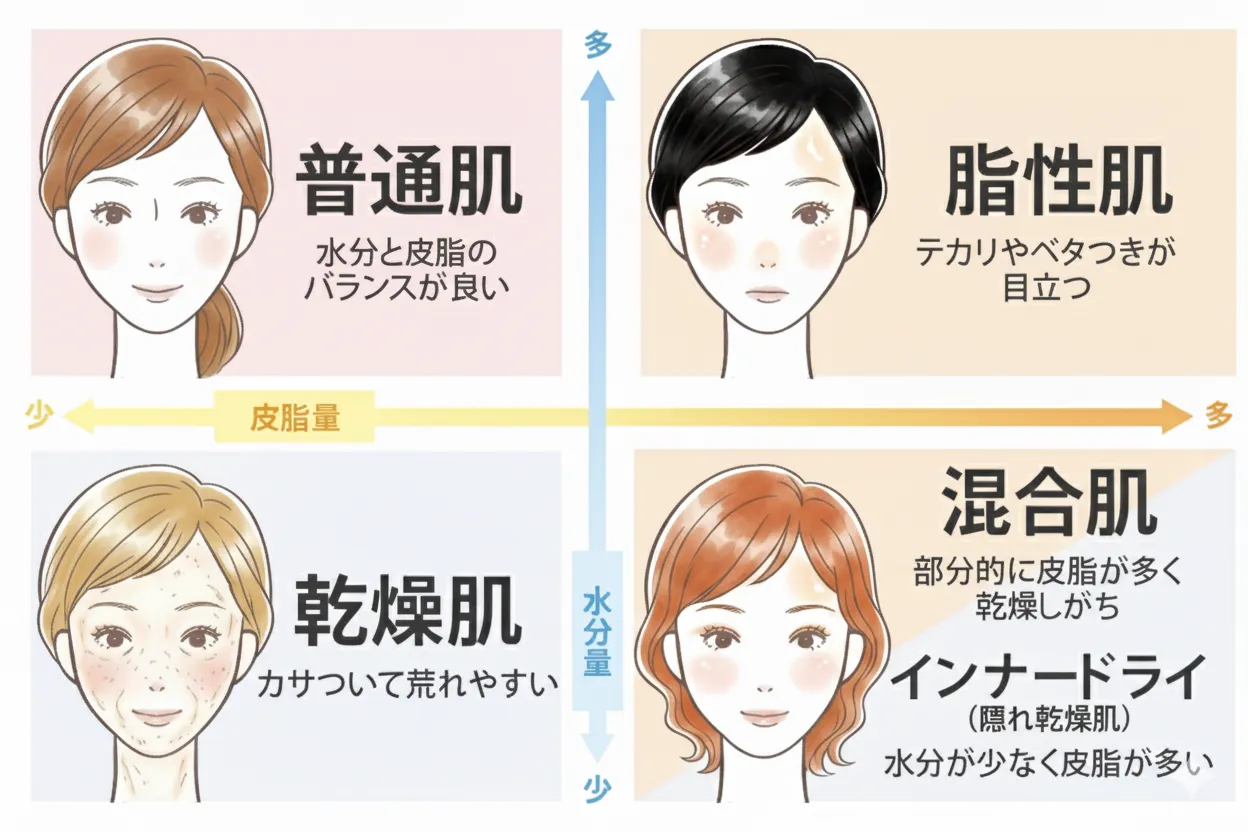 多
普通肌
水分と皮脂の
バランスが良い
脂性肌
テカリやベタつきが
目立つ
少
皮脂量
多
乾燥肌
カサついて荒れやすい
水分量
少
混合肌
部分的に皮脂が多く
乾燥しがち
インナードライ
（隠れ乾燥肌）
水分が少なく皮脂が多い